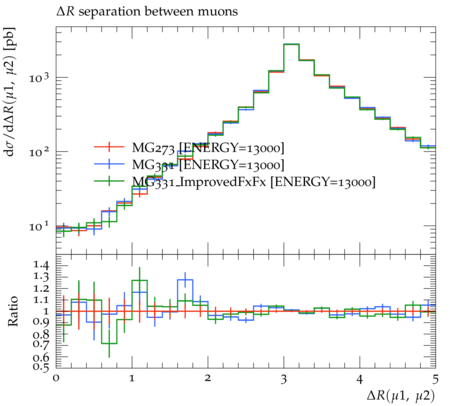 ΔR separation between muons
dσ/dΔR(μ1, μ2) [pb]
10³
10²
10¹
MG273 [ENERGY=13000]
MG331 [ENERGY=13000]
MG331_ImprovedFxFx [ENERGY=13000]
Ratio
1.4
1.3
1.2
1.1
1
0.9
0.8
0.7
0.6
0.5
0 1 2 3 4 5
ΔR(μ1, μ2)